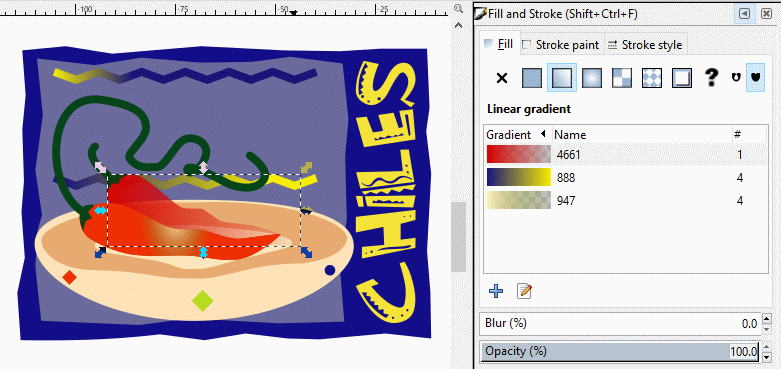 -100
-75
-50
-25
CHILES
Fill and Stroke (Shift+Ctrl+F)
Fill Stroke paint Stroke style
?
Linear gradient
Gradient Name #
4661 1
888 4
947 4
Blur (%) 0.0
Opacity (%) 100.0